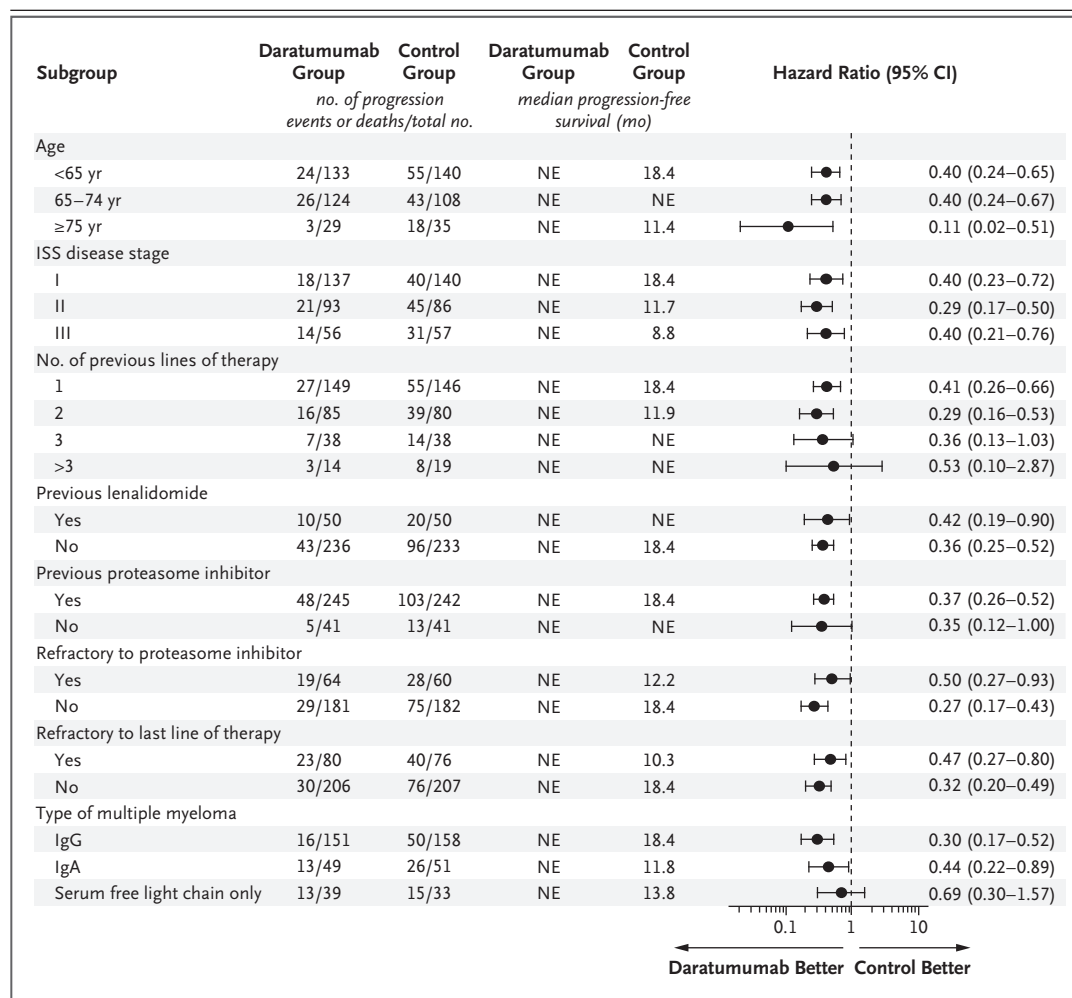 Subgroup Daratumumab Group Control Group Daratumumab Group Control Group Hazard Ratio (95% CI)
no. of progression events or deaths/total no. median progression-free survival (mo)
Age
<65 yr 24/133 55/140 NE 18.4 0.40 (0.24–0.65)
65–74 yr 26/124 43/108 NE NE 0.40 (0.24–0.67)
≥75 yr 3/29 18/35 NE 11.4 0.11 (0.02–0.51)
ISS disease stage
I 18/137 40/140 NE 18.4 0.40 (0.23–0.72)
II 21/93 45/86 NE 11.7 0.29 (0.17–0.50)
III 14/56 31/57 NE 8.8 0.40 (0.21–0.76)
No. of previous lines of therapy
1 27/149 55/146 NE 18.4 0.41 (0.26–0.66)
2 16/85 39/80 NE 11.9 0.29 (0.16–0.53)
3 7/38 14/38 NE NE 0.36 (0.13–1.03)
>3 3/14 8/19 NE NE 0.53 (0.10–2.87)
Previous lenalidomide
Yes 10/50 20/50 NE NE 0.42 (0.19–0.90)
No 43/236 96/233 NE 18.4 0.36 (0.25–0.52)
Previous proteasome inhibitor
Yes 48/245 103/242 NE 18.4 0.37 (0.26–0.52)
No 5/41 13/41 NE NE 0.35 (0.12–1.00)
Refractory to proteasome inhibitor
Yes 19/64 28/60 NE 12.2 0.50 (0.27–0.93)
No 29/181 75/182 NE 18.4 0.27 (0.17–0.43)
Refractory to last line of therapy
Yes 23/80 40/76 NE 10.3 0.47 (0.27–0.80)
No 30/206 76/207 NE 18.4 0.32 (0.20–0.49)
Type of multiple myeloma
IgG 16/151 50/158 NE 18.4 0.30 (0.17–0.52)
IgA 13/49 26/51 NE 11.8 0.44 (0.22–0.89)
Serum free light chain only 13/39 15/33 NE 13.8 0.69 (0.30–1.57)
0.1 1 10
Daratumumab Better Control Better